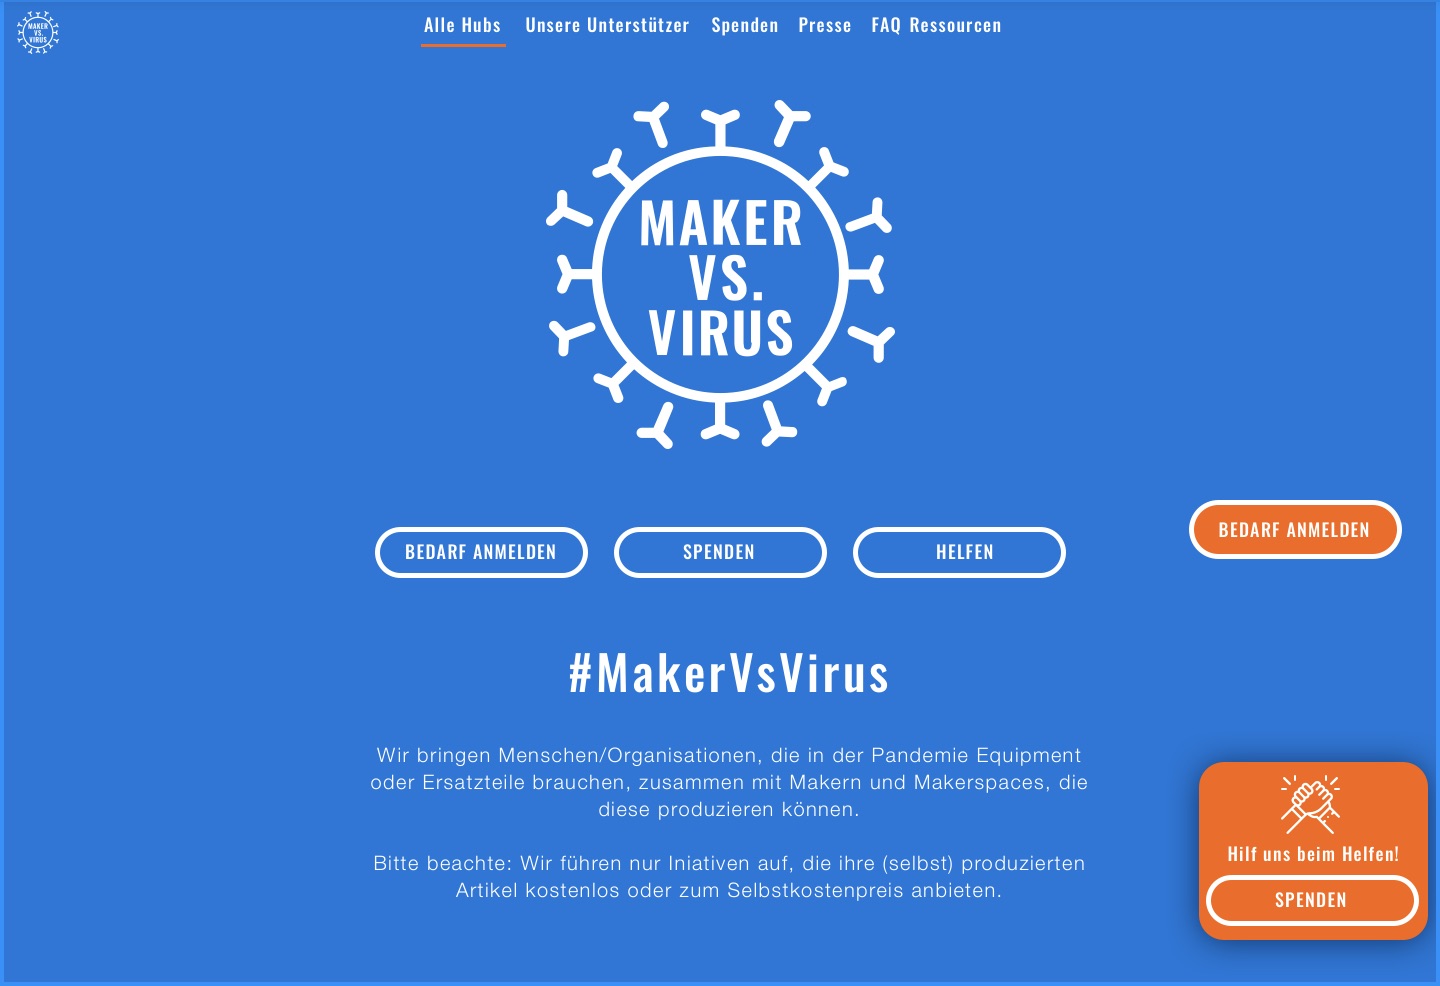 MAKER
VS.
VIRUS
Alle Hubs Unsere Unterstützer Spenden Presse FAQ Ressourcen
MAKER
VS.
VIRUS
BEDARF ANMELDEN SPENDEN HELFEN
BEDARF ANMELDEN
#MakerVsVirus
Wir bringen Menschen/Organisationen, die in der Pandemie Equipment
oder Ersatzteile brauchen, zusammen mit Makern und Makerspaces, die
diese produzieren können.
Bitte beachte: Wir führen nur Iniativen auf, die ihre (selbst) produzierten
Artikel kostenlos oder zum Selbstkostenpreis anbieten.
Hilf uns beim Helfen!
SPENDEN